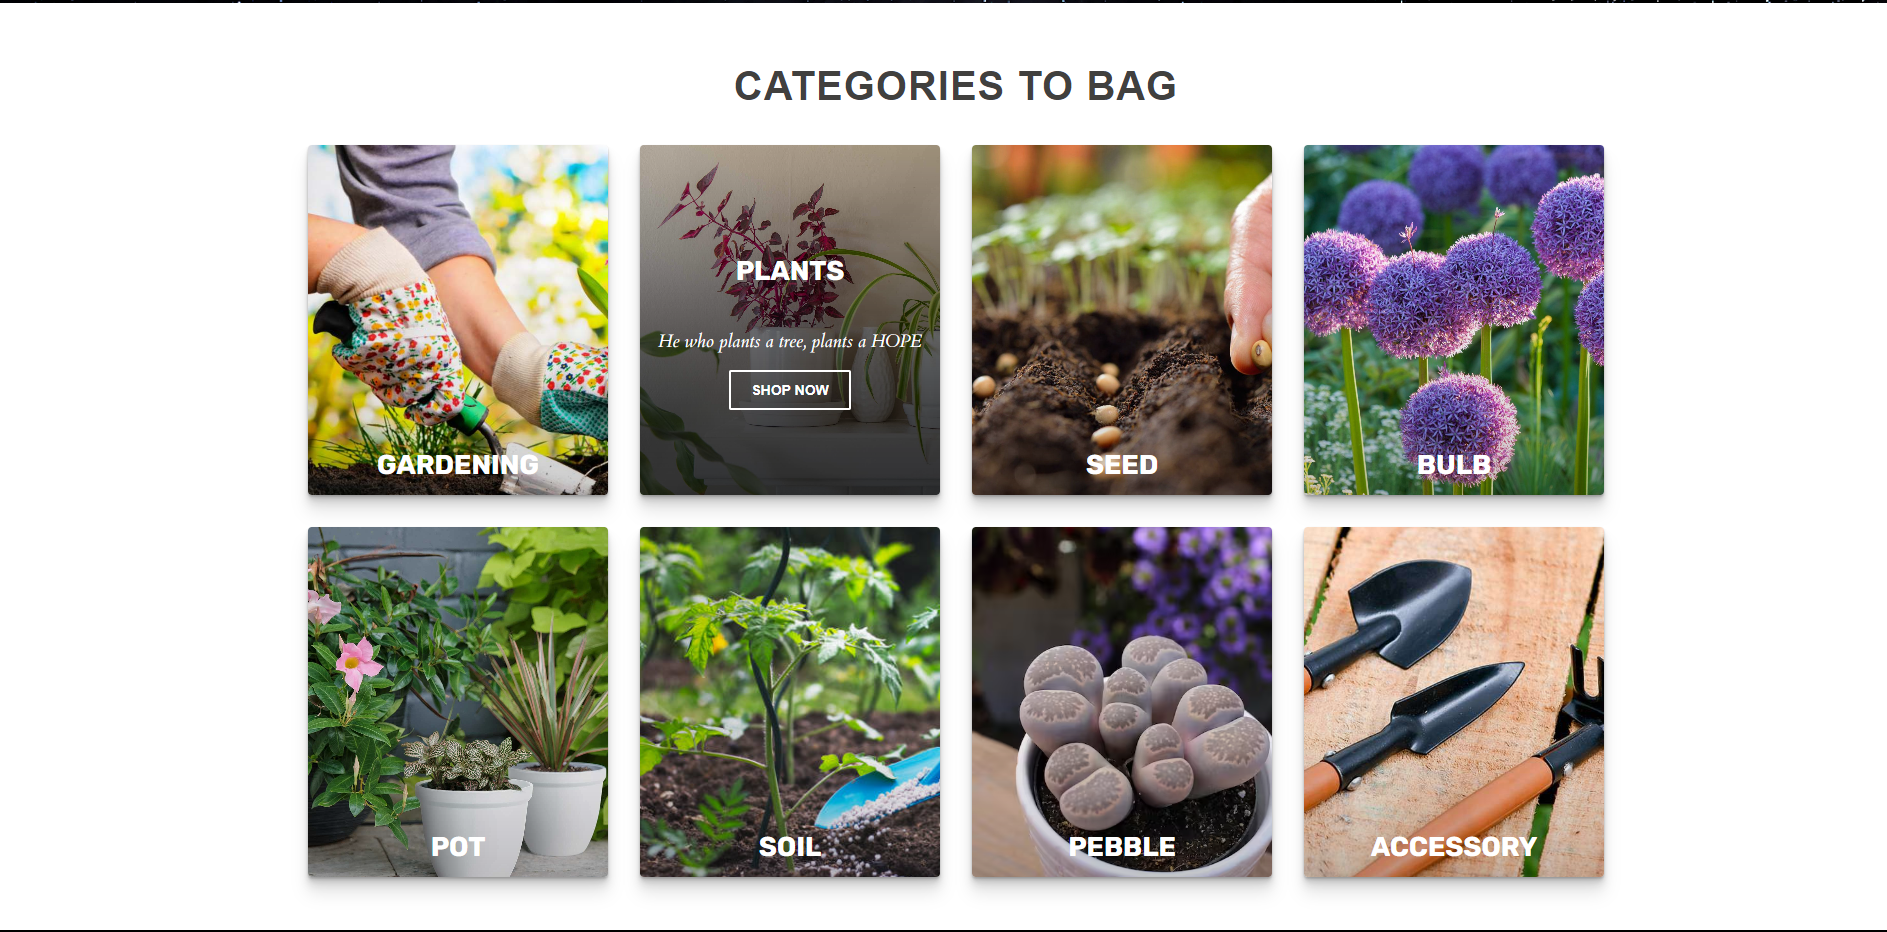 CATEGORIES TO BAG
GARDENING
PLANTS
He who plants a tree, plants a HOPE
SHOP NOW
SEED
BULB
POT
SOIL
PEBBLE
ACCESSORY